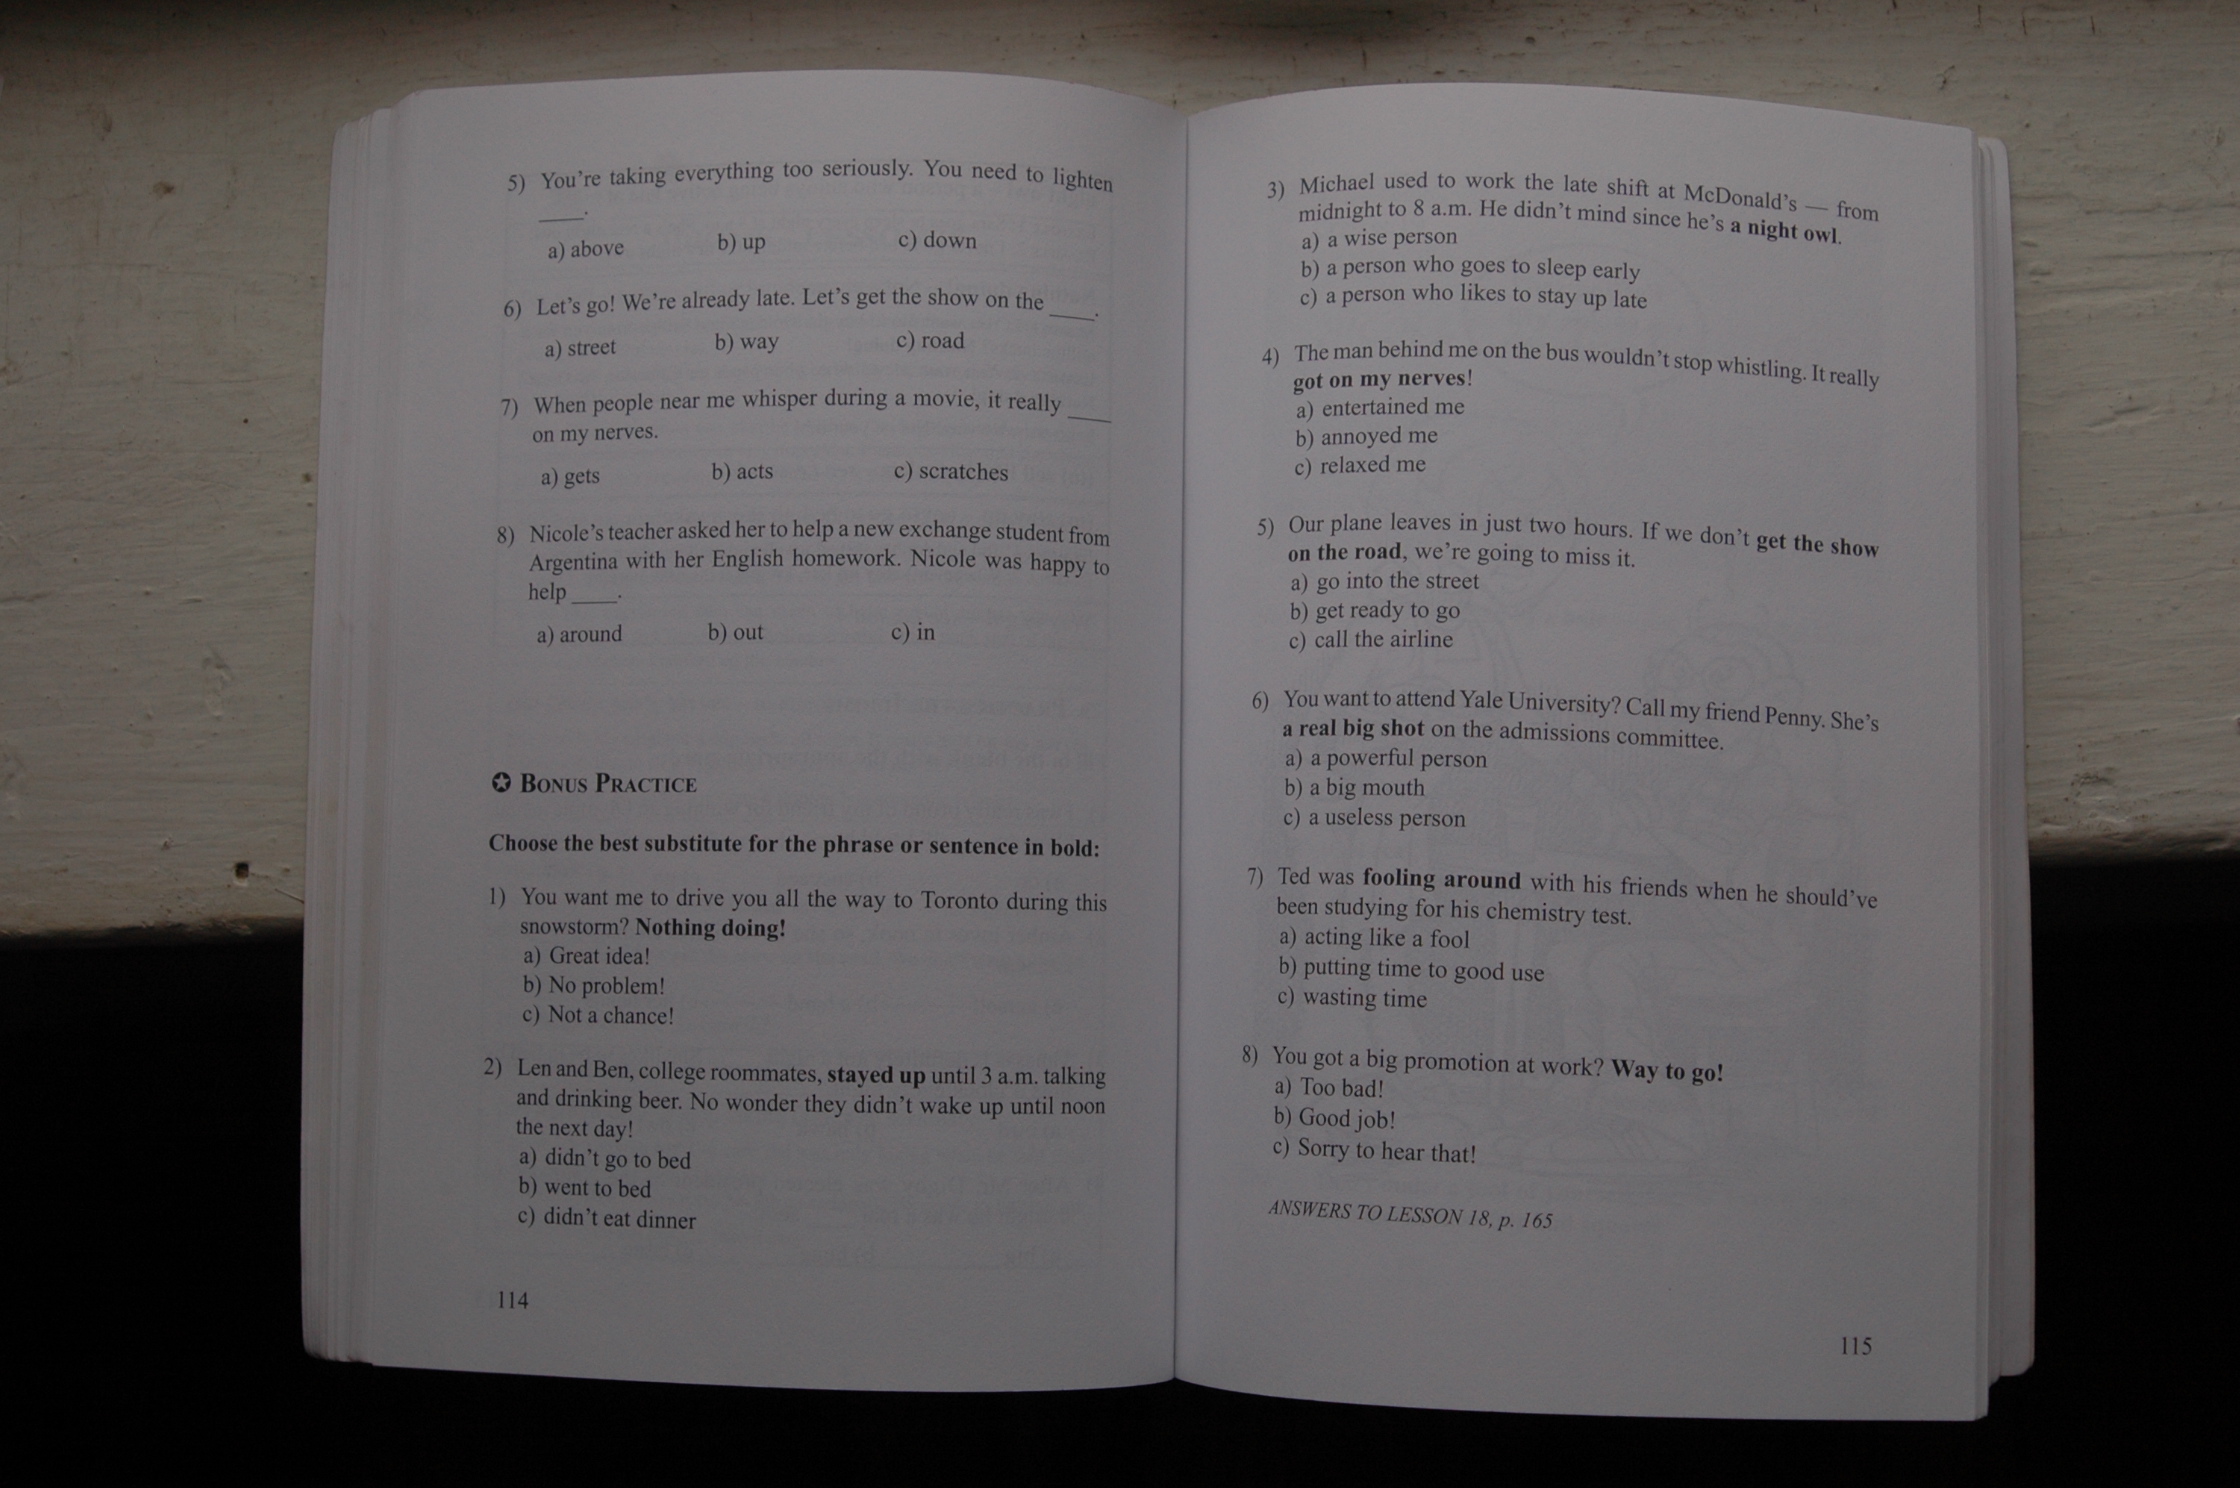 5) You're taking everything too seriously. You need to lighten
____.
a) above b) up c) down
6) Let's go! We're already late. Let's get the show on the ____.
a) street b) way c) road
7) When people near me whisper during a movie, it really ____
on my nerves.
a) gets b) acts c) scratches
8) Nicole's teacher asked her to help a new exchange student from
Argentina with her English homework. Nicole was happy to
help ____.
a) around b) out c) in
✪ BONUS PRACTICE
Choose the best substitute for the phrase or sentence in bold:
1) You want me to drive you all the way to Toronto during this
snowstorm? Nothing doing!
a) Great idea!
b) No problem!
c) Not a chance!
2) Len and Ben, college roommates, stayed up until 3 a.m. talking
and drinking beer. No wonder they didn't wake up until noon
the next day!
a) didn't go to bed
b) went to bed
c) didn't eat dinner
114
3) Michael used to work the late shift at McDonald's — from
midnight to 8 a.m. He didn't mind since he's a night owl.
a) a wise person
b) a person who goes to sleep early
c) a person who likes to stay up late
4) The man behind me on the bus wouldn't stop whistling. It really
got on my nerves!
a) entertained me
b) annoyed me
c) relaxed me
5) Our plane leaves in just two hours. If we don't get the show
on the road, we're going to miss it.
a) go into the street
b) get ready to go
c) call the airline
6) You want to attend Yale University? Call my friend Penny. She's
a real big shot on the admissions committee.
a) a powerful person
b) a big mouth
c) a useless person
7) Ted was fooling around with his friends when he should've
been studying for his chemistry test.
a) acting like a fool
b) putting time to good use
c) wasting time
8) You got a big promotion at work? Way to go!
a) Too bad!
b) Good job!
c) Sorry to hear that!
ANSWERS TO LESSON 18, p. 165
115